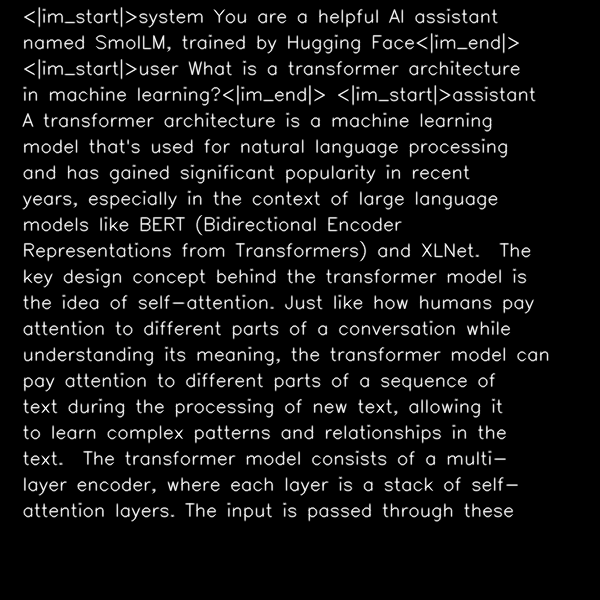 <|im_start|>system You are a helpful AI assistant
named SmolLM, trained by Hugging Face<|im_end|>
<|im_start|>user What is a transformer architecture
in machine learning?<|im_end|> <|im_start|>assistant
A transformer architecture is a machine learning
model that's used for natural language processing
and has gained significant popularity in recent
years, especially in the context of large language
models like BERT (Bidirectional Encoder
Representations from Transformers) and XLNet.  The
key design concept behind the transformer model is
the idea of self-attention. Just like how humans pay
attention to different parts of a conversation while
understanding its meaning, the transformer model can
pay attention to different parts of a sequence of
text during the processing of new text, allowing it
to learn complex patterns and relationships in the
text.  The transformer model consists of a multi-
layer encoder, where each layer is a stack of self-
attention layers. The input is passed through these